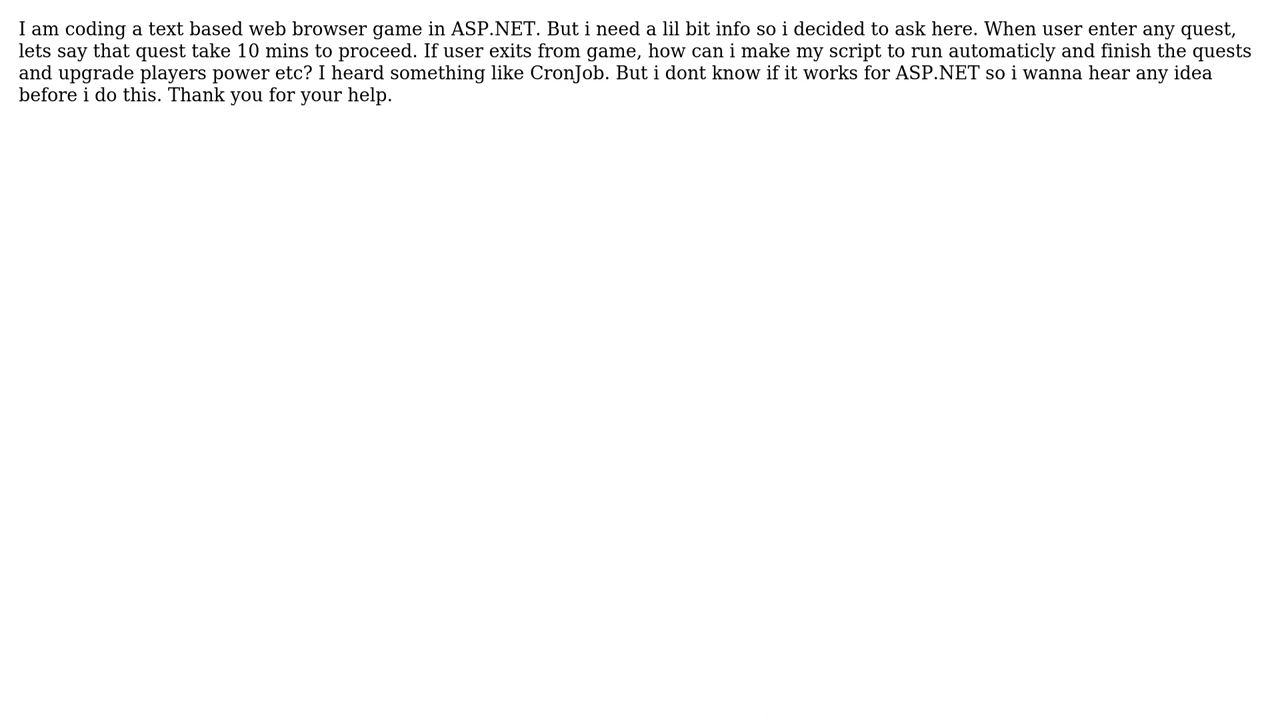 I am coding a text based web browser game in ASP.NET. But i need a lil bit info so i decided to ask here. When user enter any quest,
lets say that quest take 10 mins to proceed. If user exits from game, how can i make my script to run automaticly and finish the quests
and upgrade players power etc? I heard something like CronJob. But i dont know if it works for ASP.NET so i wanna hear any idea
before i do this. Thank you for your help.